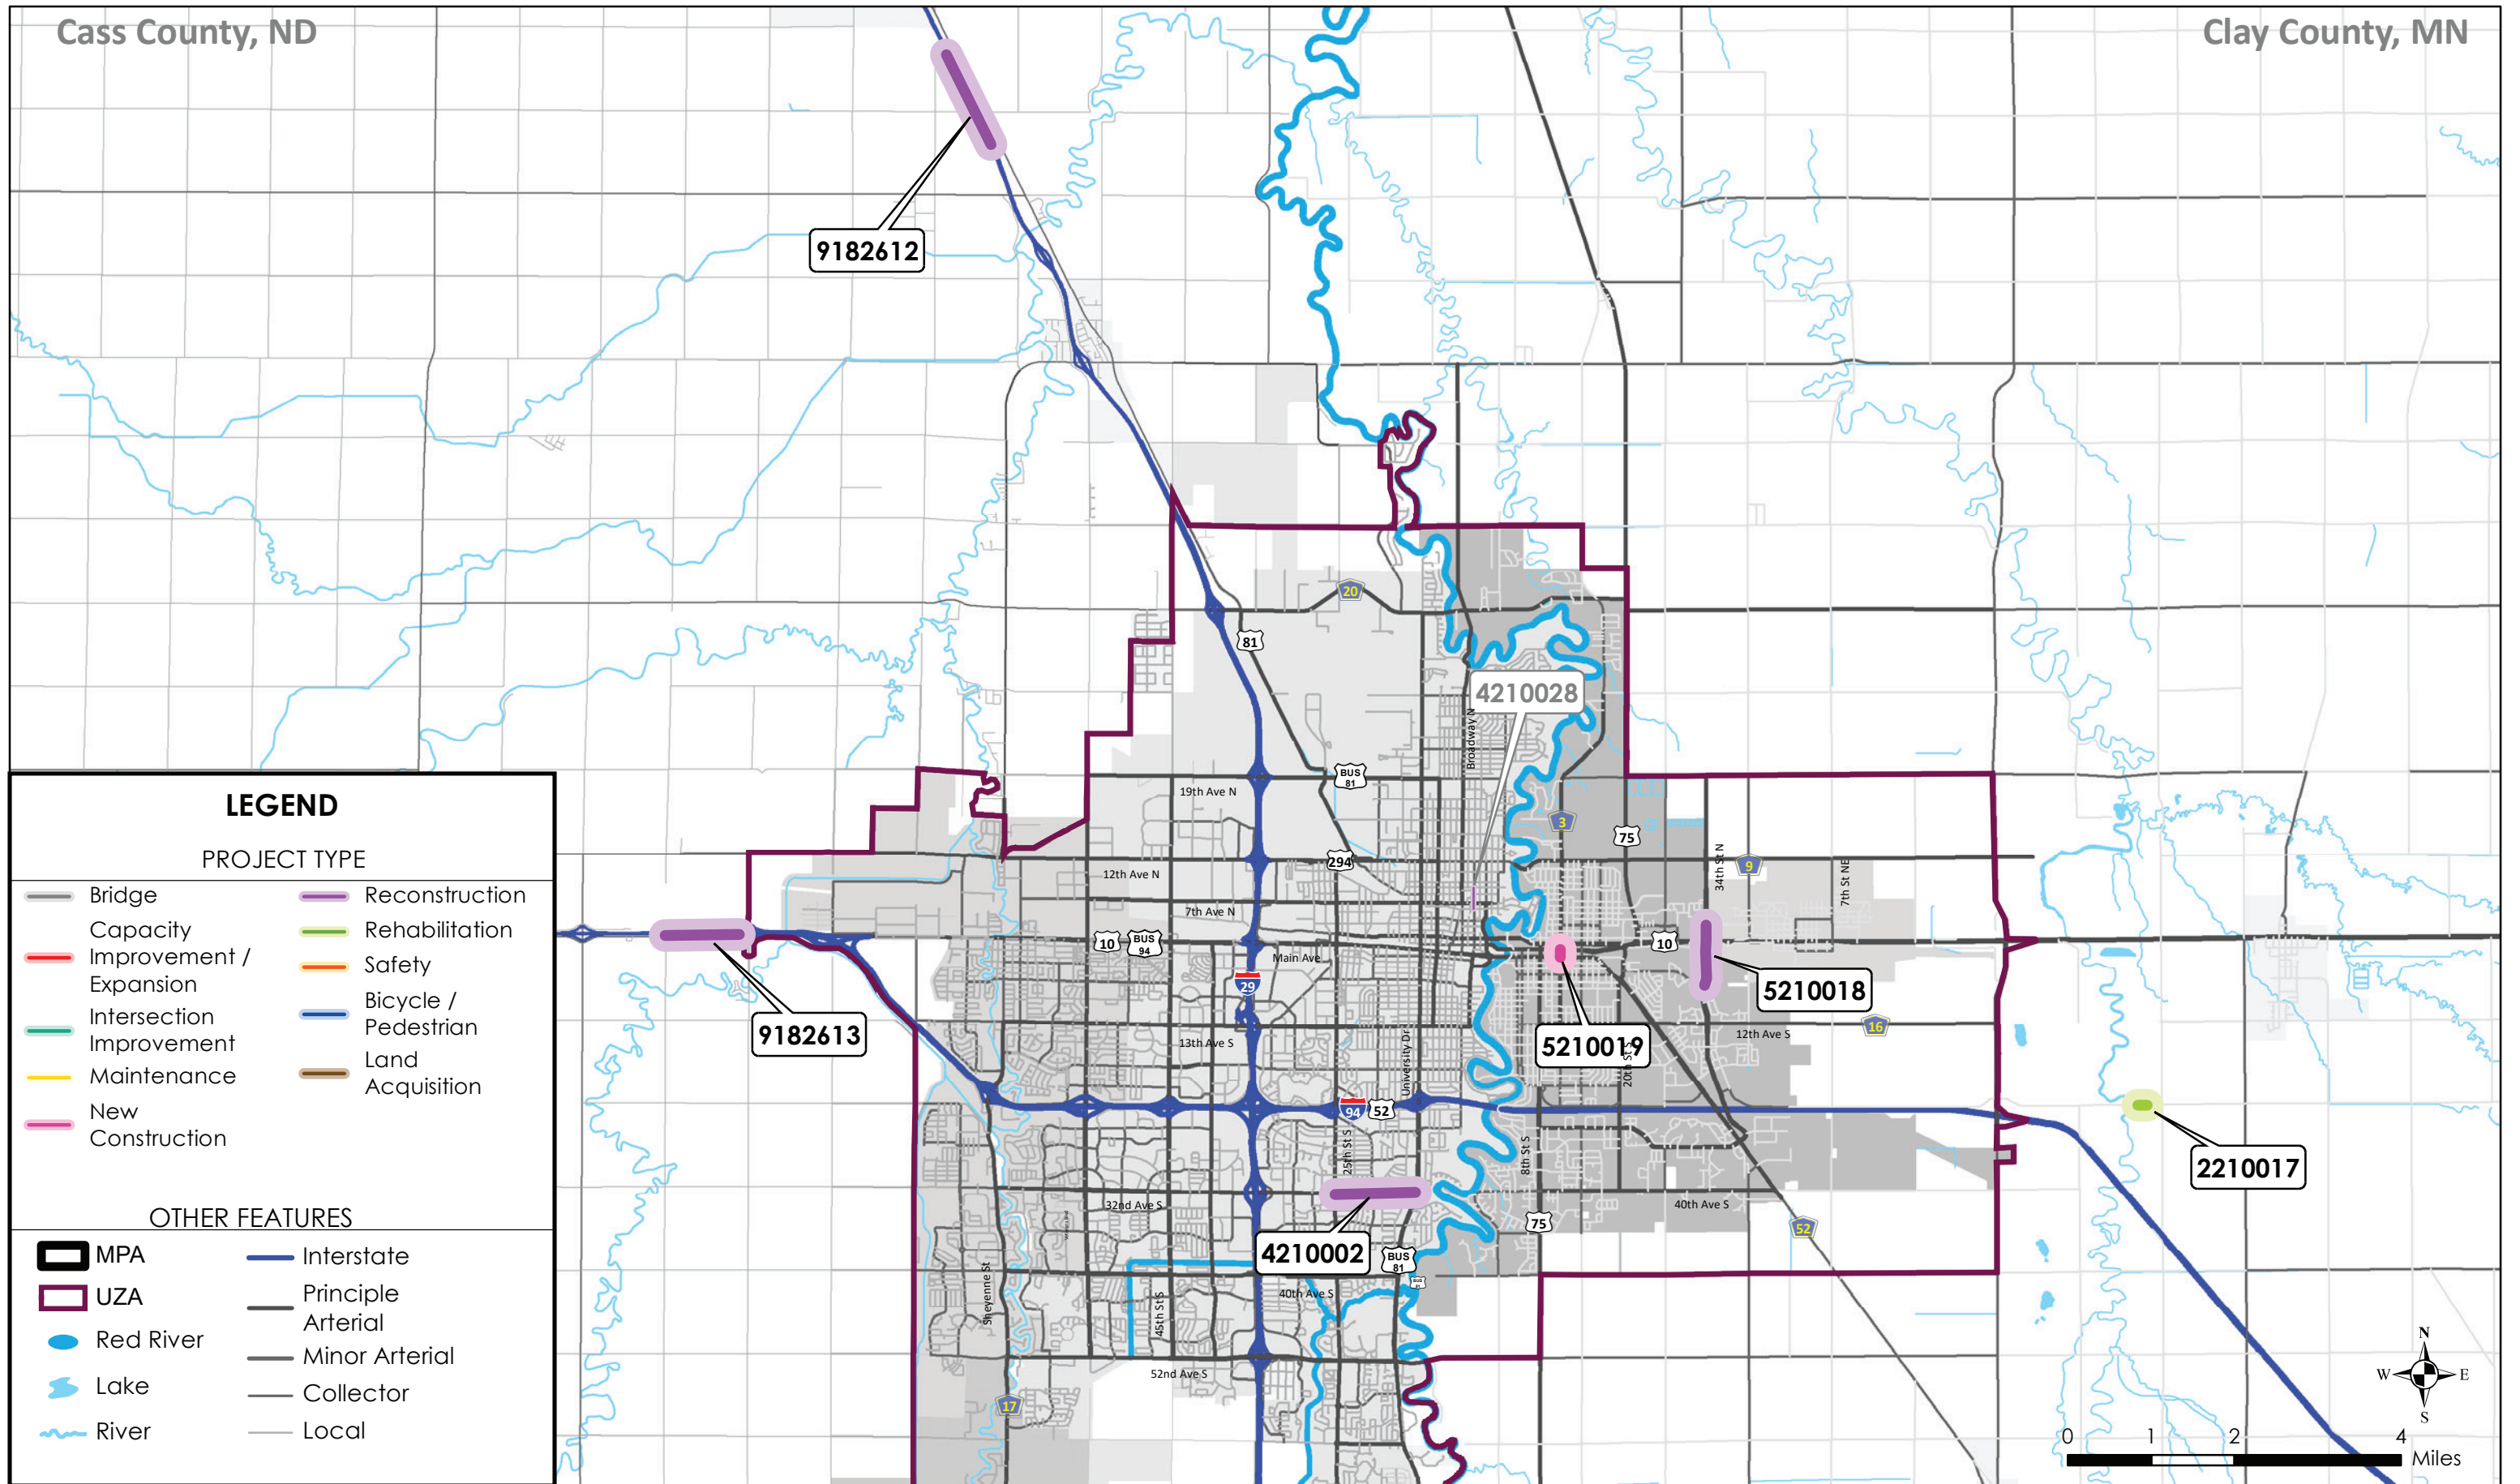 Cass County, ND
Clay County, MN
9182612
20
81
4210028
Broadway N
BUS
81
19th Ave N
3
75
294
34th St N
9
7th St NE
12th Ave N
7th Ave N
10
BUS
94
10
Main Ave
29
5210018
9182613
5210019
16
12th Ave S
13th Ave S
University Dr
20th St S
94
52
2210017
25th St S
8th St S
32nd Ave S
40th Ave S
75
52
4210002
BUS
81
Sheyenne St
45th St S
40th Ave S
52nd Ave S
17
LEGEND
PROJECT TYPE
Bridge
Capacity
Improvement /
Expansion
Intersection
Improvement
Maintenance
New
Construction
Reconstruction
Rehabilitation
Safety
Bicycle /
Pedestrian
Land
Acquisition
OTHER FEATURES
MPA
UZA
Red River
Lake
River
Interstate
Principle
Arterial
Minor Arterial
Collector
Local
N
W
E
S
0 1 2 4
Miles